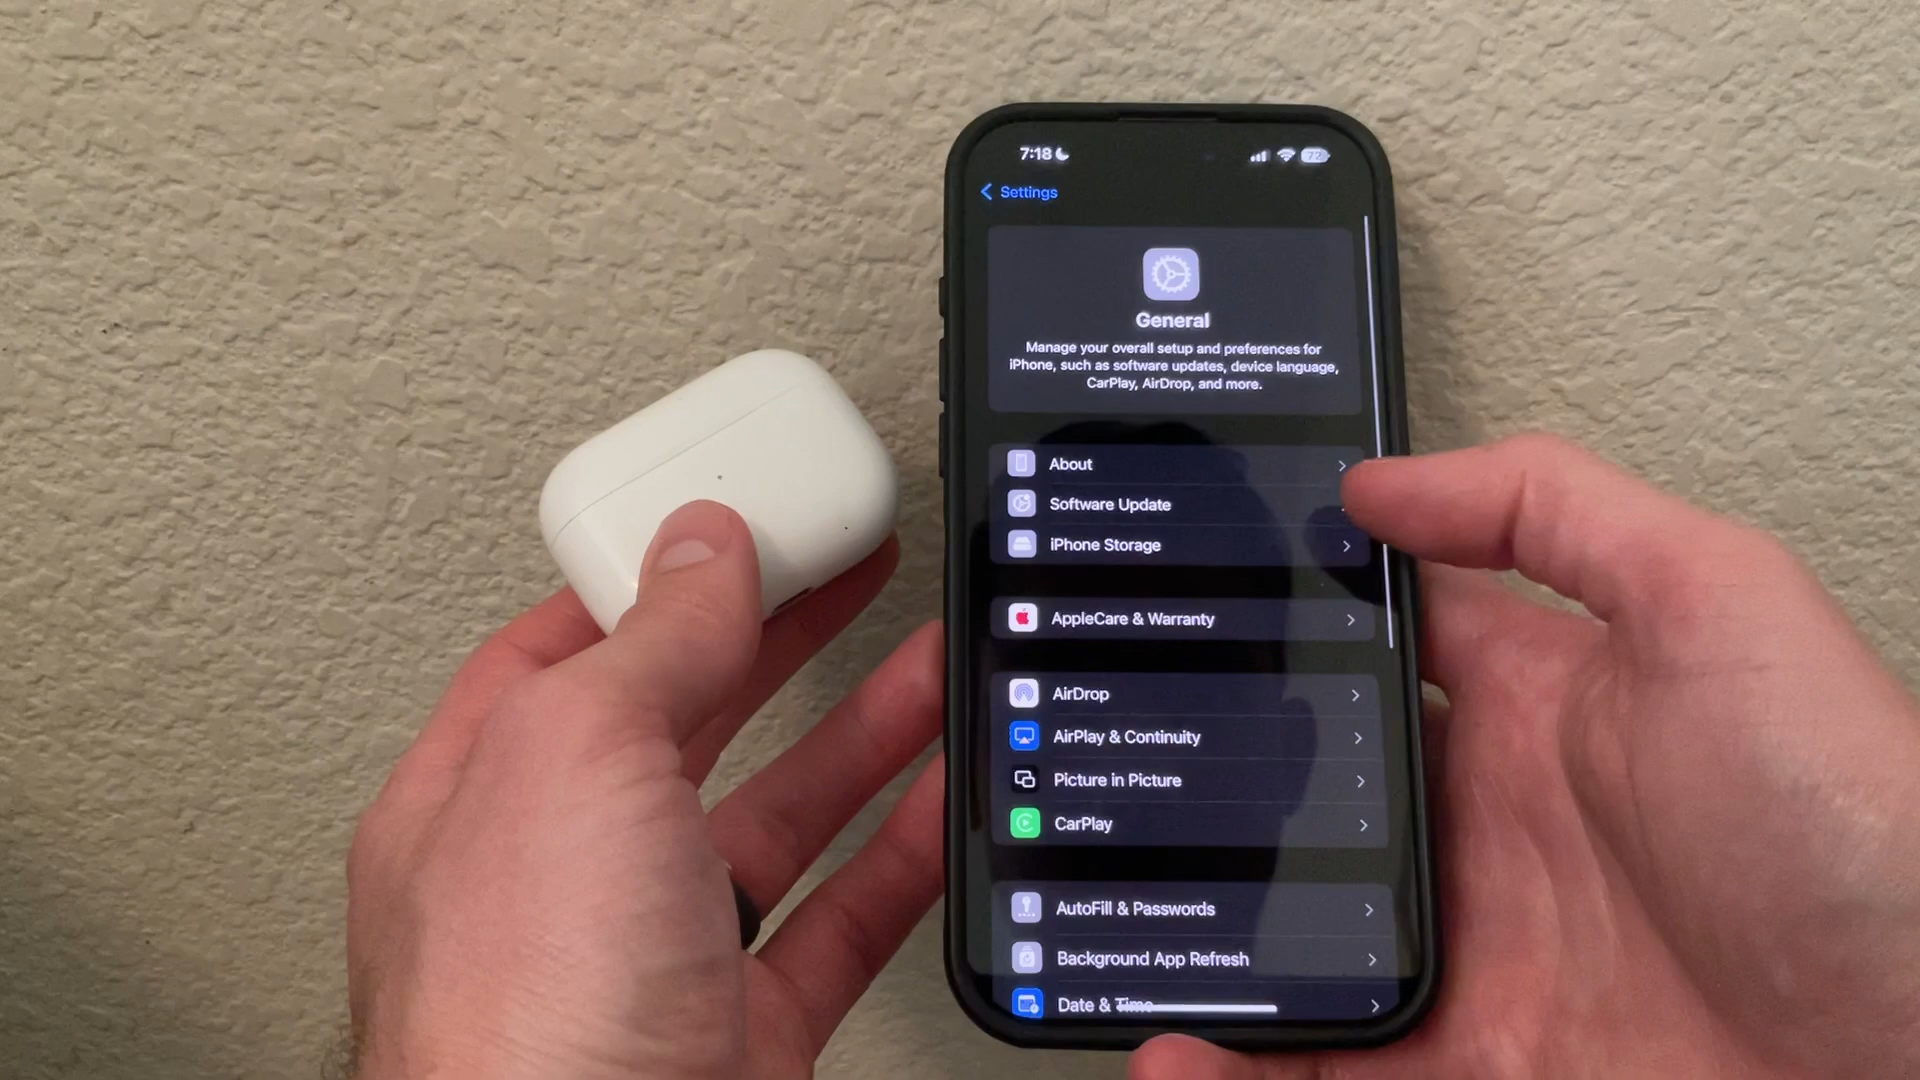 7:18
77
Settings
General
Manage your overall setup and preferences for
iPhone, such as software updates, device language,
CarPlay, AirDrop, and more.
About
Software Update
iPhone Storage
AppleCare & Warranty
AirDrop
AirPlay & Continuity
Picture in Picture
CarPlay
AutoFill & Passwords
Background App Refresh
Date & Time